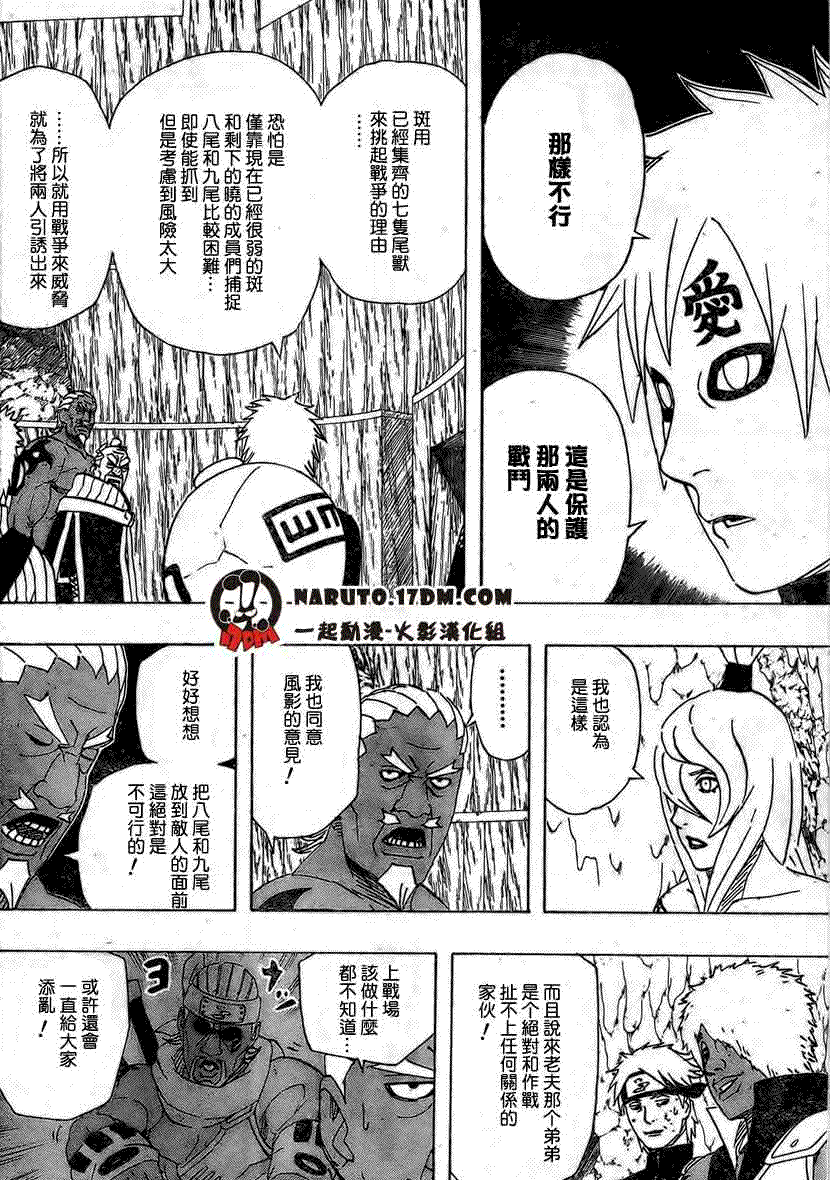 那樣不行
愛
這是保護
那兩人的
戰鬥
斑用
已經集齊的七隻尾獸
來挑起戰爭的理由
……
恐怕是
僅靠現在已經很弱的斑
和剩下的曉的成員們捕捉
八尾和九尾比較困難…
即使能抓到
但是考慮到風險太大
……所以就用戰爭來威脅
就為了將兩人引誘出來
NARUTO.17DM.COM
一起動漫-火影漢化組
17DM
我也認為
是這樣
………
我也同意
風影的意見！
好好想想
把八尾和九尾
放到敵人的面前
這絕對是
不可行的！
而且說來老夫那个弟弟
是个絕對和作戰
扯不上任何關係的
家伙！
上戰場
該做什麼
都不知道…
ヨッ
或許還會
一直給大家
添亂！